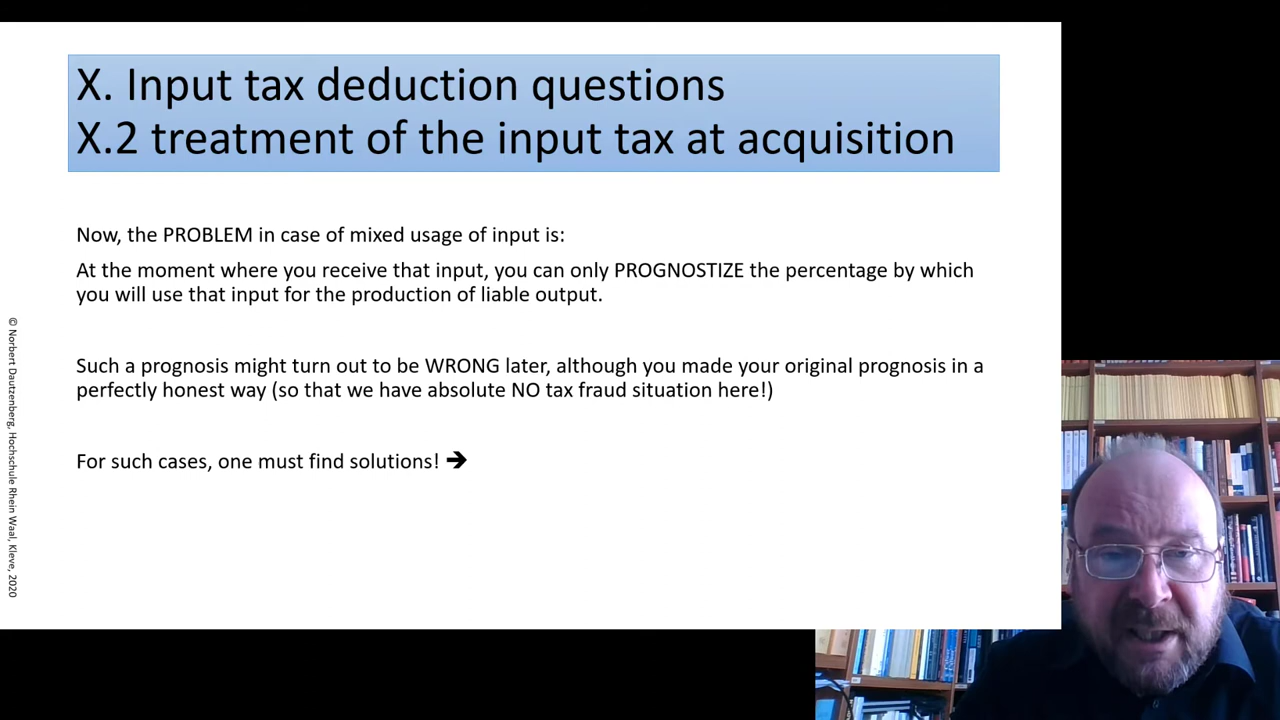 X. Input tax deduction questions
X.2 treatment of the input tax at acquisition
Now, the PROBLEM in case of mixed usage of input is:
At the moment where you receive that input, you can only PROGNOSTIZE the percentage by which
you will use that input for the production of liable output.
Such a prognosis might turn out to be WRONG later, although you made your original prognosis in a
perfectly honest way (so that we have absolute NO tax fraud situation here!)
For such cases, one must find solutions! ➔
© Norbert Dautzenberg, Hochschule Rhein Waal, Kleve, 2020